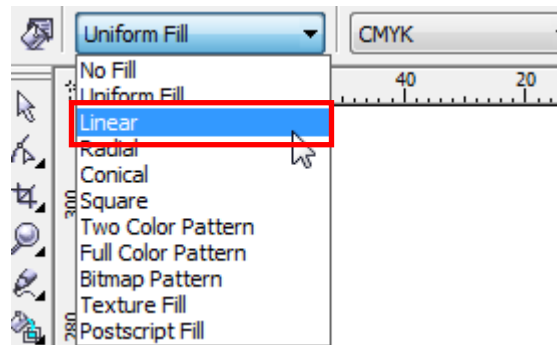 Uniform Fill CMYK
No Fill
40 20
Uniform Fill
Linear
Radial
Conical
300
Square
Two Color Pattern
Full Color Pattern
Bitmap Pattern
Texture Fill
280
Postscript Fill